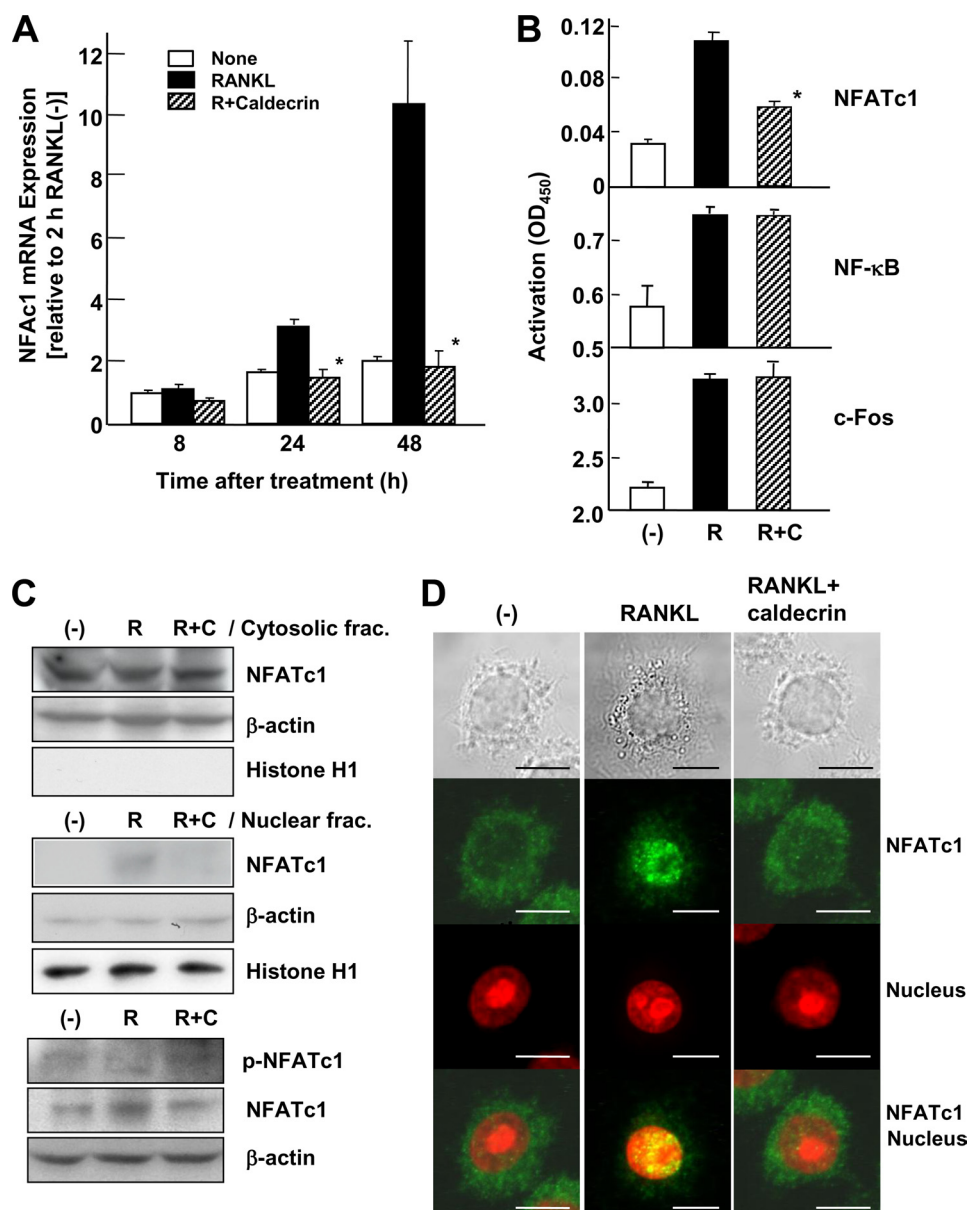 A
NFAc1 mRNA Expression
[relative to 2 h RANKL(-)]
12
10
8
6
4
2
0
None
RANKL
R+Caldecrin
*
*
8 24 48
Time after treatment (h)
B
Activation (OD450)
0.12
0.08
0.04
0
*
NFATc1
0.7
0.5
NF-κB
3.0
2.5
2.0
c-Fos
(-) R R+C
C
(-) R R+C / Cytosolic frac.
NFATc1
β-actin
Histone H1
(-) R R+C / Nuclear frac.
NFATc1
β-actin
Histone H1
(-) R R+C
p-NFATc1
NFATc1
β-actin
D
(-) RANKL RANKL+
caldecrin
NFATc1
Nucleus
NFATc1
Nucleus